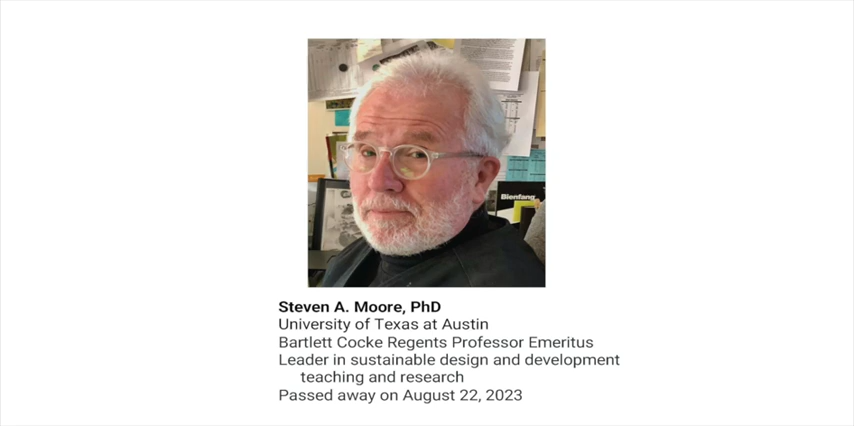 Bienfang
Steven A. Moore, PhD
University of Texas at Austin
Bartlett Cocke Regents Professor Emeritus
Leader in sustainable design and development
teaching and research
Passed away on August 22, 2023